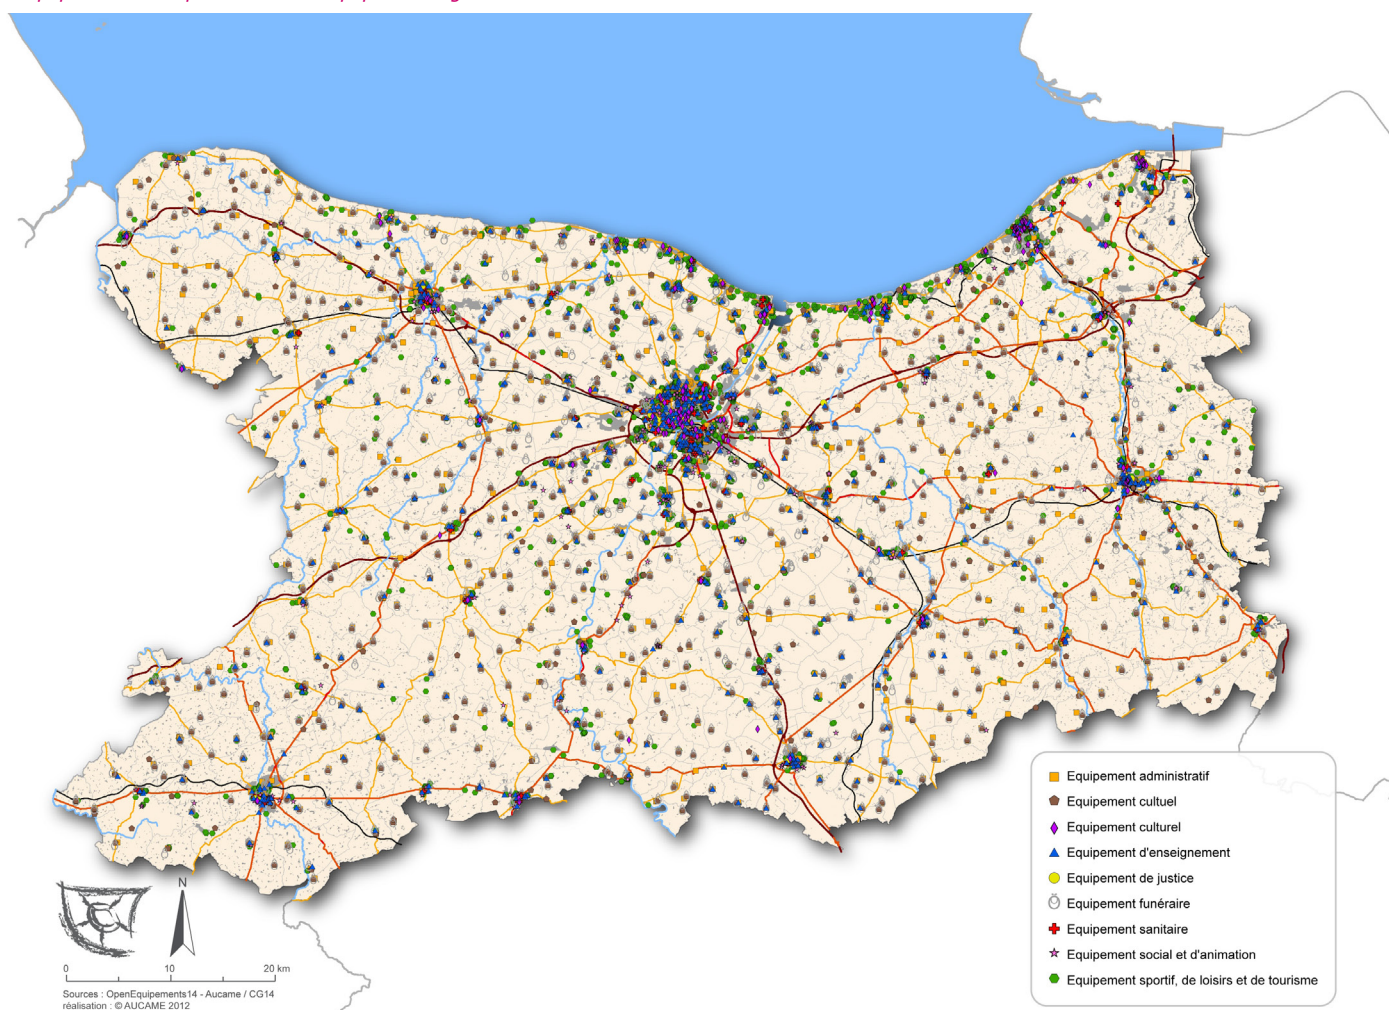 Equipement administratif
Equipement cultuel
Equipement culturel
Equipement d'enseignement
Equipement de justice
Equipement funéraire
Equipement sanitaire
Equipement social et d'animation
Equipement sportif, de loisirs et de tourisme
N
0 10 20 km
Sources : OpenEquipements14 - Aucame / CG14
réalisation : © AUCAME 2012